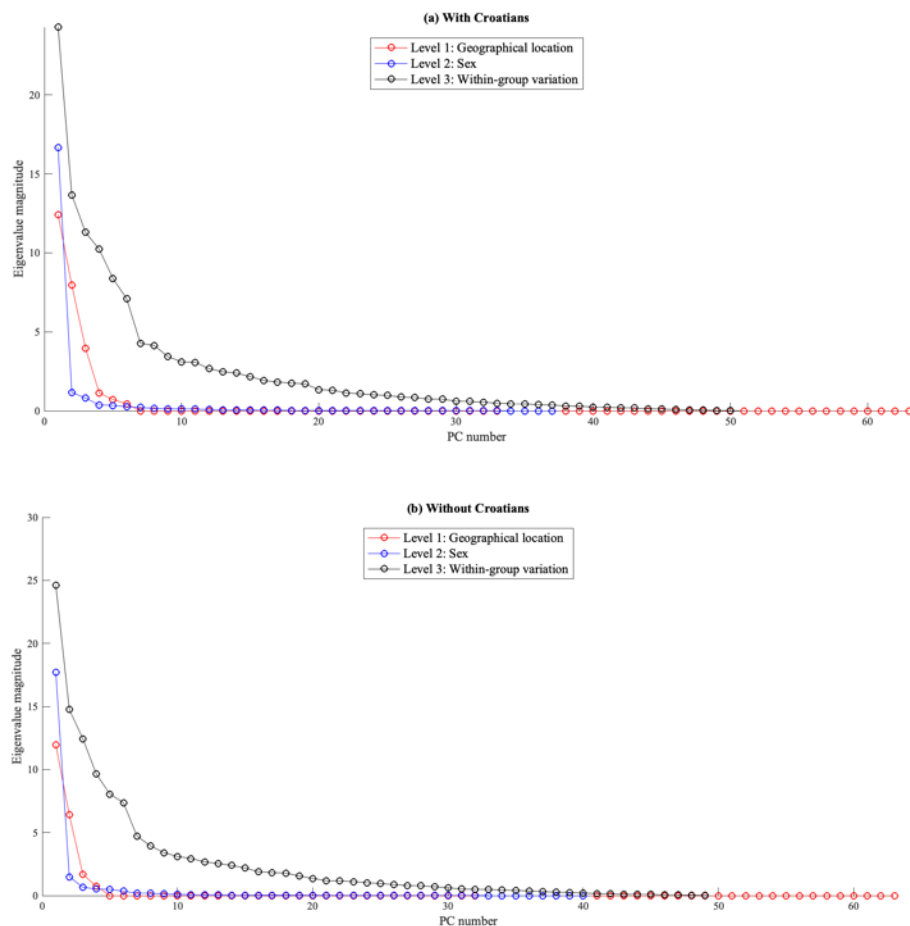 (a) With Croatians
Level 1: Geographical location
Level 2: Sex
Level 3: Within-group variation
20
15
10
5
0
Eigenvalue magnitude
0 10 20 30 40 50 60
PC number
(b) Without Croatians
Level 1: Geographical location
Level 2: Sex
Level 3: Within-group variation
30
25
20
15
10
5
0
Eigenvalue magnitude
0 10 20 30 40 50 60
PC number